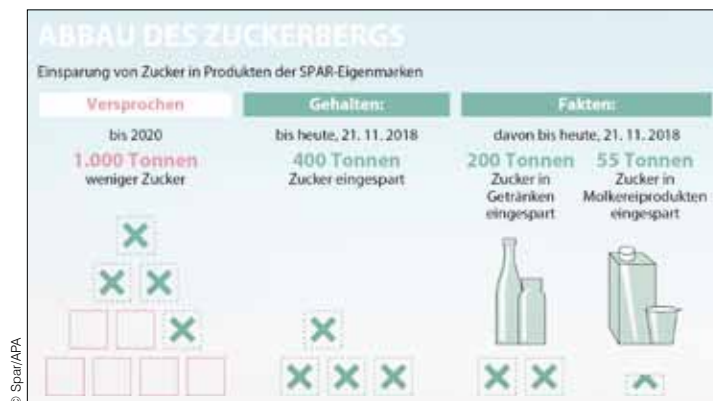 ABBAU DES ZUCKERBERGS
Einsparung von Zucker in Produkten der SPAR-Eigenmarken
Versprochen
bis 2020
1.000 Tonnen
weniger Zucker
Gehalten:
bis heute, 21. 11. 2018
400 Tonnen
Zucker eingespart
Fakten:
davon bis heute, 21. 11. 2018
200 Tonnen
Zucker in
Getränken
eingespart
55 Tonnen
Zucker in
Molkereiprodukten
eingespart
© Spar/APA